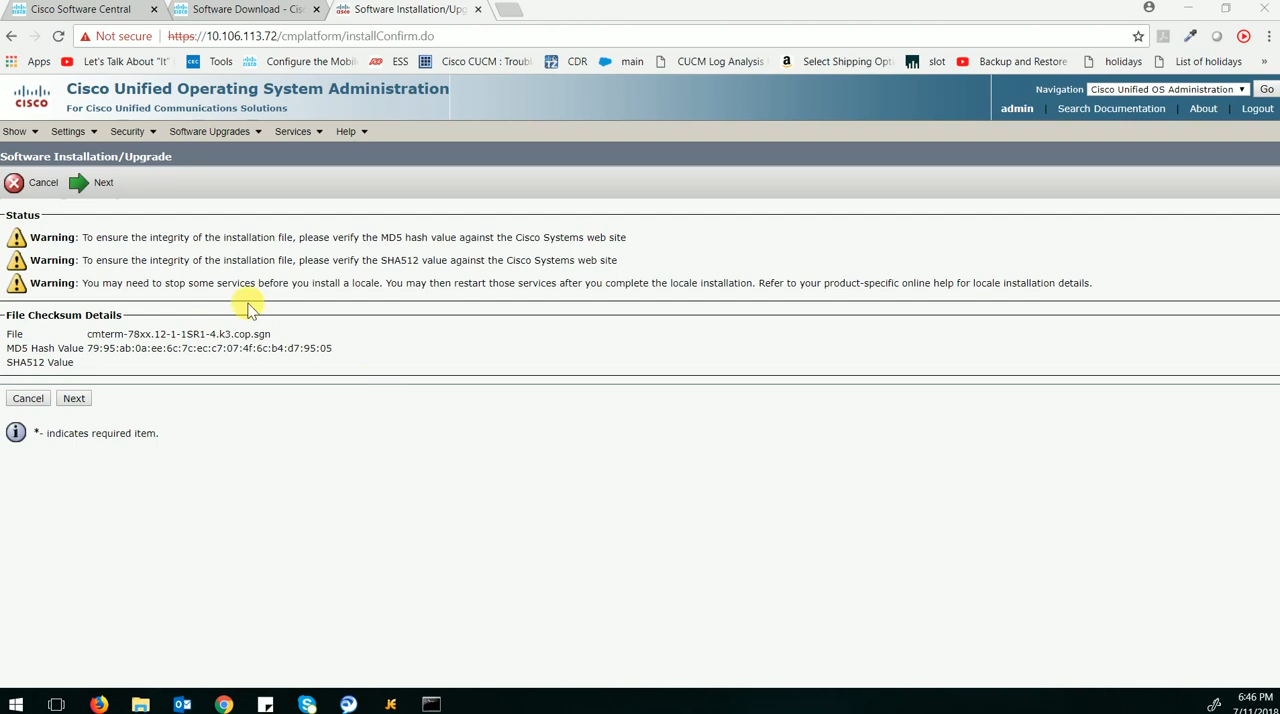 Cisco Software Central
Software Download - Cis
Software Installation/Upg
Not secure https://10.106.113.72/cmplatform/installConfirm.do
Apps Let's Talk About "It" Tools Configure the Mobi ESS Cisco CUCM : Troub CDR main CUCM Log Analysis Select Shipping Opti slot Backup and Restore holidays List of holidays »
Cisco Unified Operating System Administration
For Cisco Unified Communications Solutions
CISCO
Navigation Cisco Unified OS Administration Go
admin Search Documentation About Logout
Show Settings Security Software Upgrades Services Help
Software Installation/Upgrade
Cancel Next
Status
Warning: To ensure the integrity of the installation file, please verify the MD5 hash value against the Cisco Systems web site
Warning: To ensure the integrity of the installation file, please verify the SHA512 value against the Cisco Systems web site
Warning: You may need to stop some services before you install a locale. You may then restart those services after you complete the locale installation. Refer to your product-specific online help for locale installation details.
File Checksum Details
File cmterm-78xx.12-1-1SR1-4.k3.cop.sgn
MD5 Hash Value 79:95:ab:0a:ee:6c:7c:ec:c7:07:4f:6c:b4:d7:95:05
SHA512 Value
Cancel Next
*- indicates required item.
6:46 PM
7/11/2018